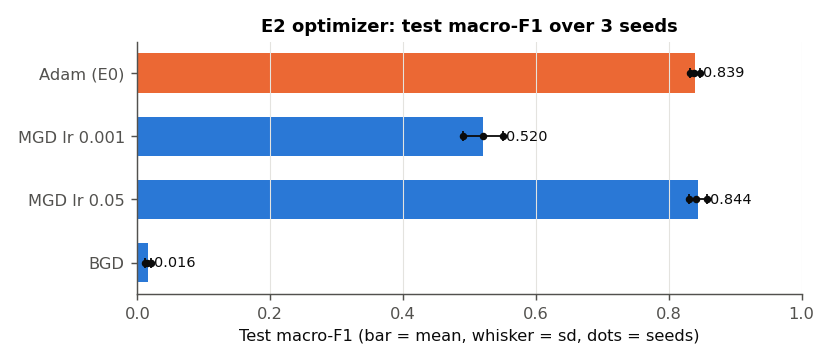 E2 optimizer: test macro-F1 over 3 seeds
Adam (E0)
0.839
MGD lr 0.001
0.520
MGD lr 0.05
0.844
BGD
0.016
0.0 0.2 0.4 0.6 0.8 1.0
Test macro-F1 (bar = mean, whisker = sd, dots = seeds)